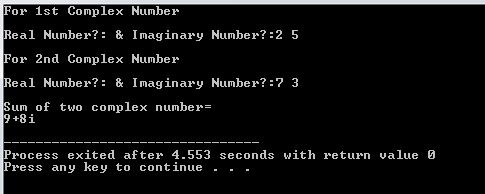 For 1st Complex Number
Real Number?: & Imaginary Number?:2 5
For 2nd Complex Number
Real Number?: & Imaginary Number?:7 3
Sum of two complex number=
9+8i
--------------------------------
Process exited after 4.553 seconds with return value 0
Press any key to continue . . .